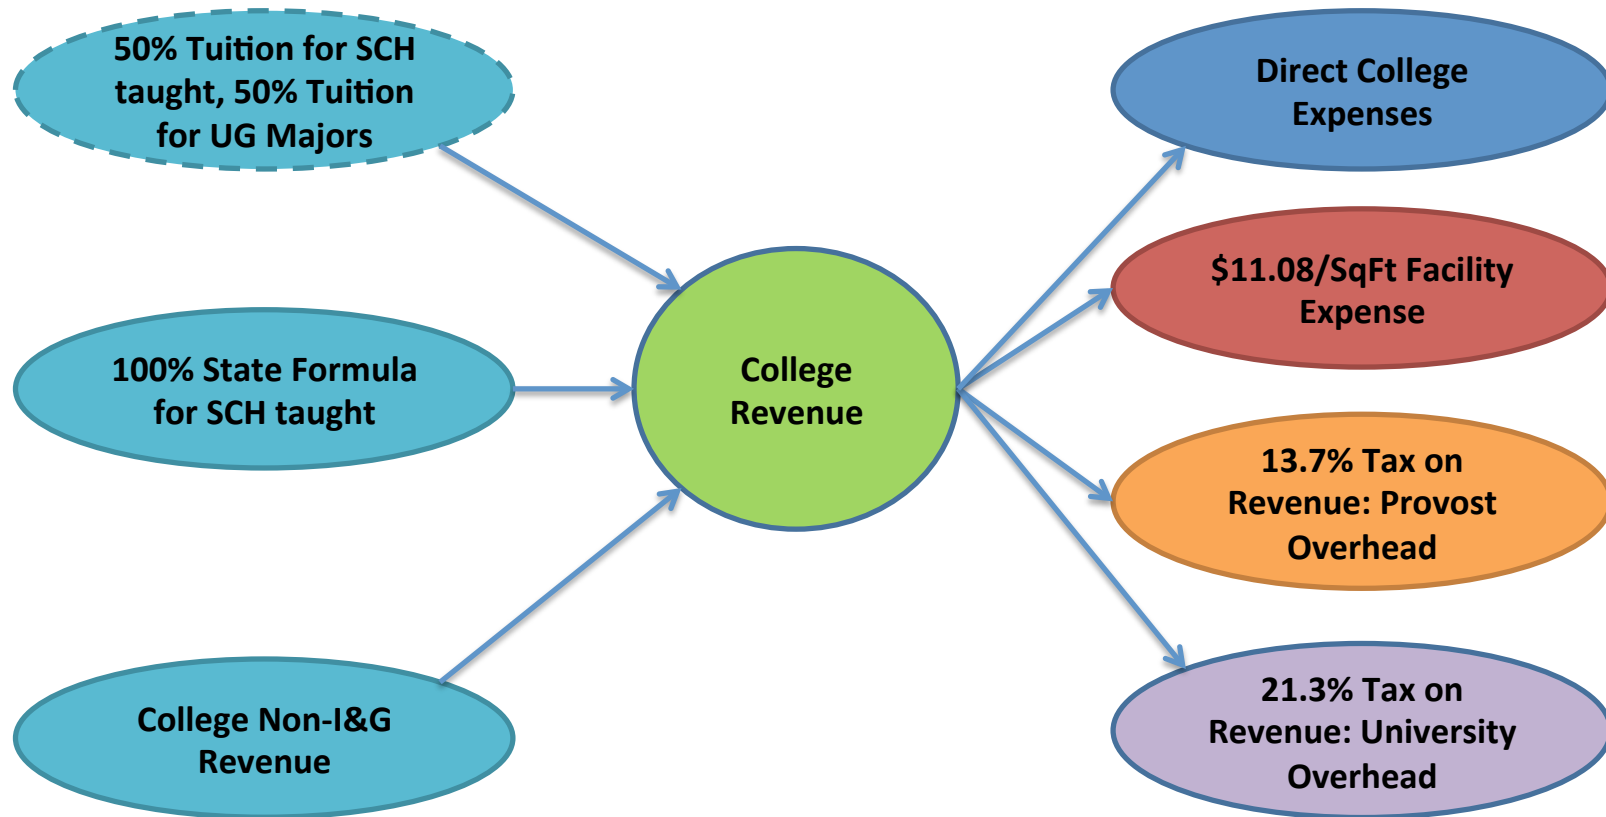 50% Tuition for SCH
taught, 50% Tuition
for UG Majors
100% State Formula
for SCH taught
College Non-I&G
Revenue
College
Revenue
Direct College
Expenses
$11.08/SqFt Facility
Expense
13.7% Tax on
Revenue: Provost
Overhead
21.3% Tax on
Revenue: University
Overhead